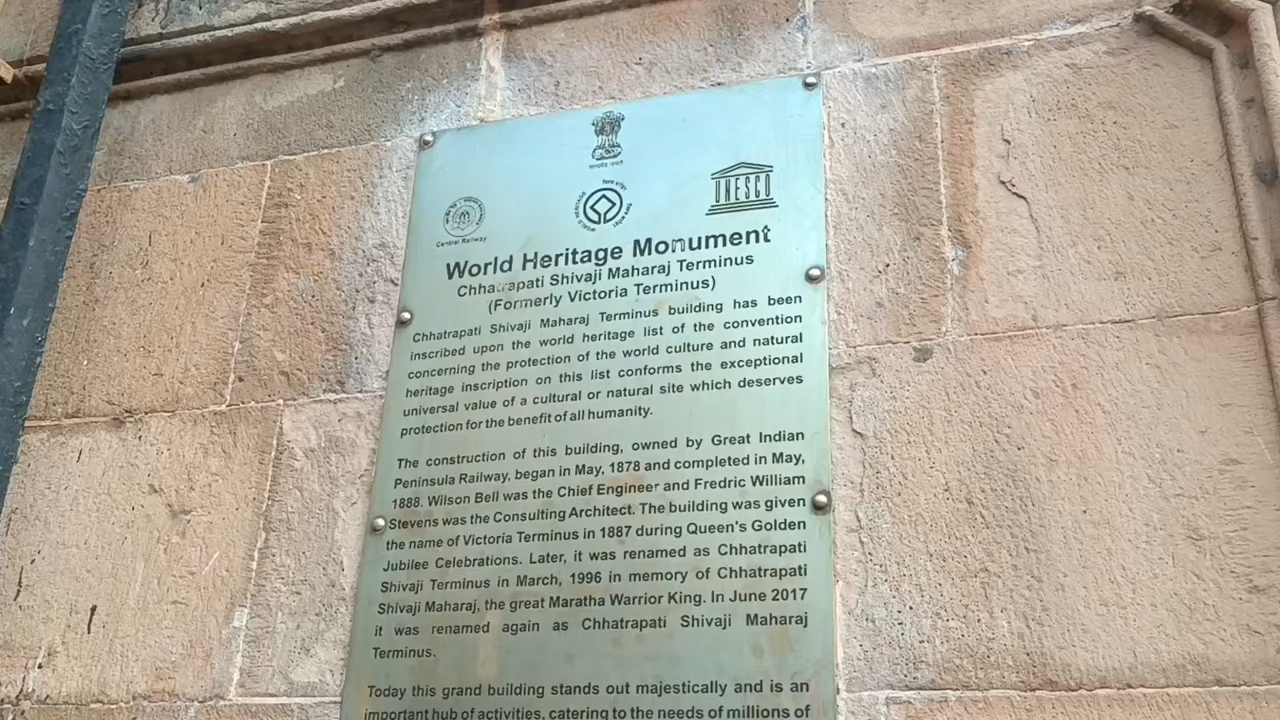 सत्यमेव जयते
UNESCO
WORLD HERITAGE
Central Railway
World Heritage Monument
Chhatrapati Shivaji Maharaj Terminus
(Formerly Victoria Terminus)
Chhatrapati Shivaji Maharaj Terminus building has been
inscribed upon the world heritage list of the convention
concerning the protection of the world culture and natural
heritage inscription on this list conforms the exceptional
universal value of a cultural or natural site which deserves
protection for the benefit of all humanity.
The construction of this building, owned by Great Indian
Peninsula Railway, began in May, 1878 and completed in May,
1888. Wilson Bell was the Chief Engineer and Fredric William
Stevens was the Consulting Architect. The building was given
the name of Victoria Terminus in 1887 during Queen's Golden
Jubilee Celebrations. Later, it was renamed as Chhatrapati
Shivaji Terminus in March, 1996 in memory of Chhatrapati
Shivaji Maharaj, the great Maratha Warrior King. In June 2017
it was renamed again as Chhatrapati Shivaji Maharaj
Terminus.
Today this grand building stands out majestically and is an
important hub of activities, catering to the needs of millions of